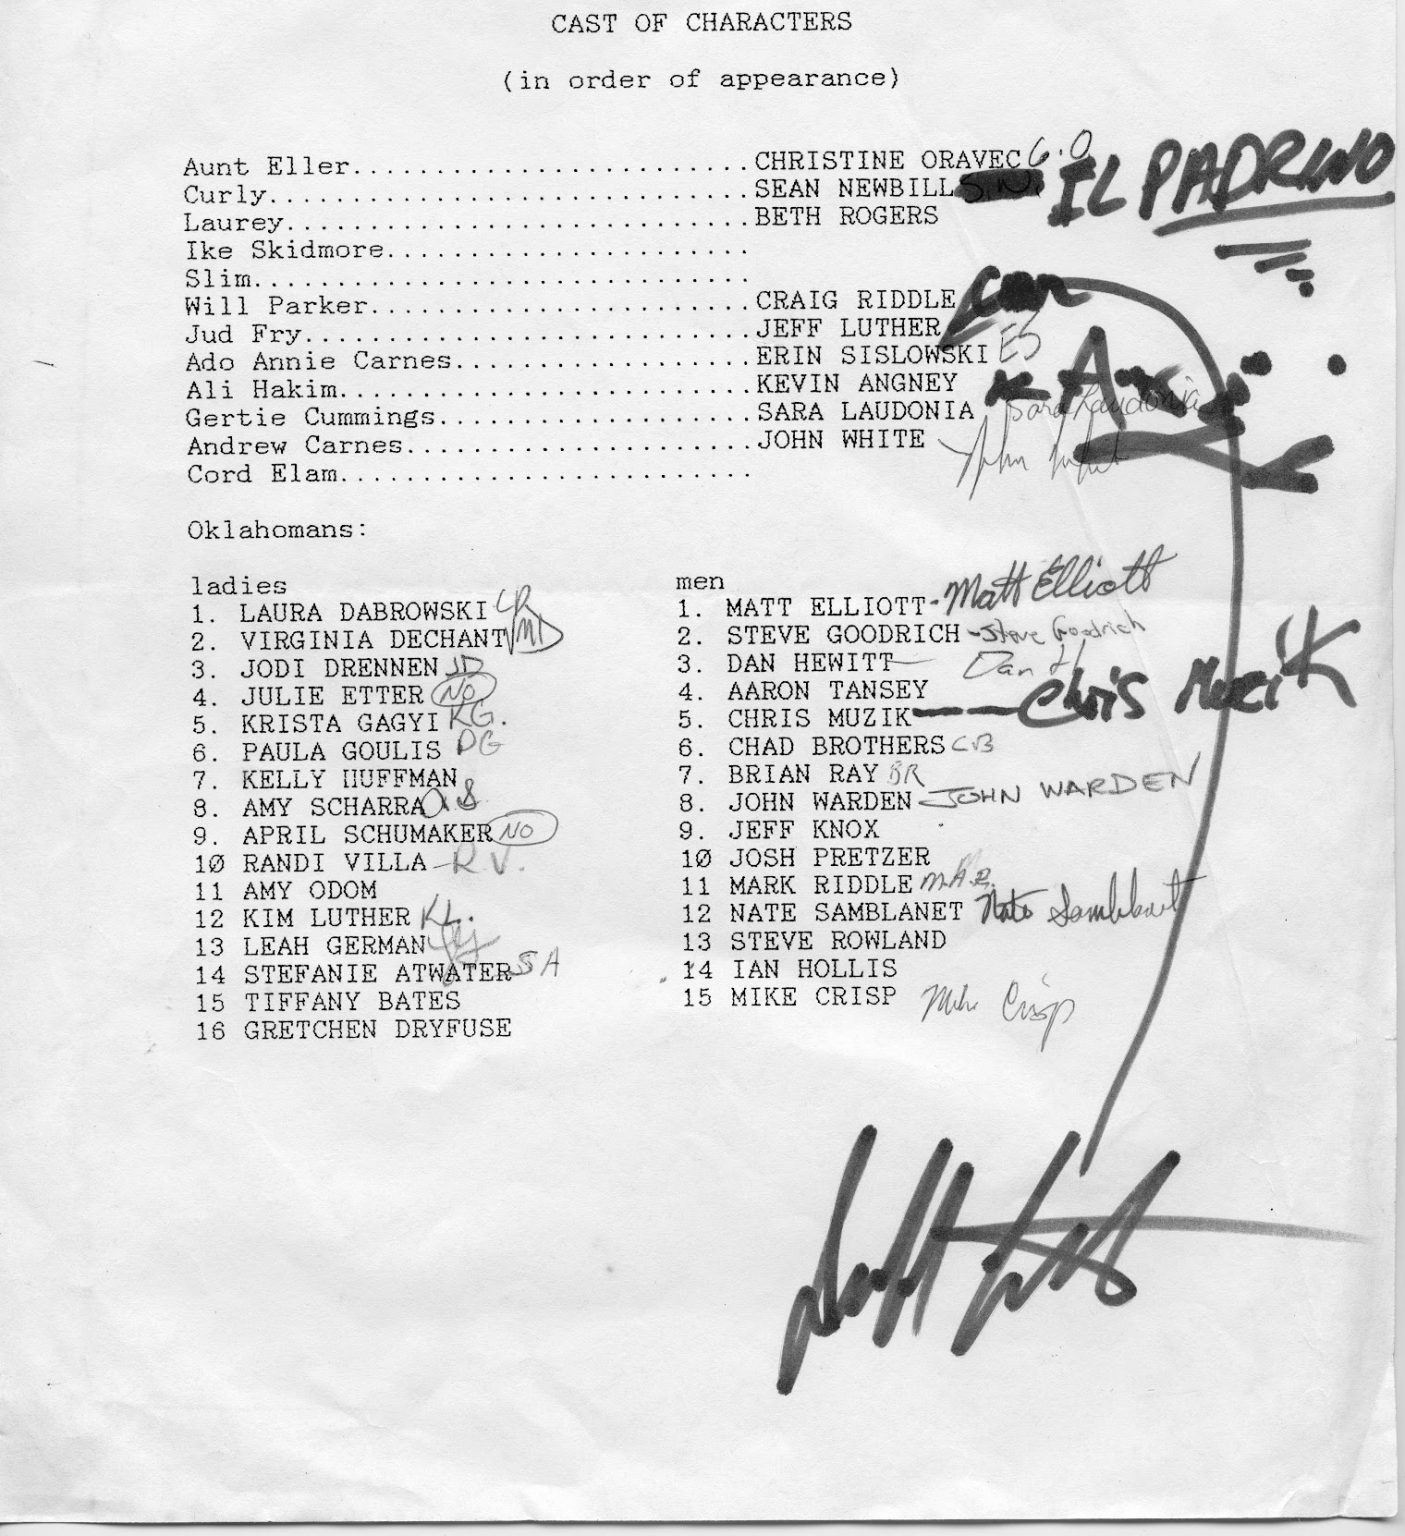 CAST OF CHARACTERS
(in order of appearance)
Aunt Eller.........................CHRISTINE ORAVEC C.O
Curly..............................SEAN NEWBILL S.N. IL PADRINO
Laurey.............................BETH ROGERS
Ike Skidmore.......................
Slim...............................
Will Parker........................CRAIG RIDDLE
Jud Fry............................JEFF LUTHER
Ado Annie Carnes...................ERIN SISLOWSKI ES
Ali Hakim..........................KEVIN ANGNEY
Gertie Cummings....................SARA LAUDONIA Sara Laudonia
Andrew Carnes......................JOHN WHITE John White
Cord Elam..........................
Oklahomans:
ladies
1. LAURA DABROWSKI
2. VIRGINIA DECHANT VMD
3. JODI DRENNEN JD
4. JULIE ETTER NO
5. KRISTA GAGYI KG.
6. PAULA GOULIS PG
7. KELLY HUFFMAN
8. AMY SCHARRA
9. APRIL SCHUMAKER NO
10 RANDI VILLA - R.V.
11 AMY ODOM
12 KIM LUTHER KL.
13 LEAH GERMAN
14 STEFANIE ATWATER SA
15 TIFFANY BATES
16 GRETCHEN DRYFUSE
men
1. MATT ELLIOTT - Matt Elliott
2. STEVE GOODRICH - Steve Goodrich
3. DAN HEWITT - Dan H
4. AARON TANSEY
5. CHRIS MUZIK - Chris Muzik
6. CHAD BROTHERS CB
7. BRIAN RAY BR
8. JOHN WARDEN - JOHN WARDEN
9. JEFF KNOX
10 JOSH PRETZER
11 MARK RIDDLE M.A.R.
12 NATE SAMBLANET Nate Samblanet
13 STEVE ROWLAND
14 IAN HOLLIS
15 MIKE CRISP Mike Crisp